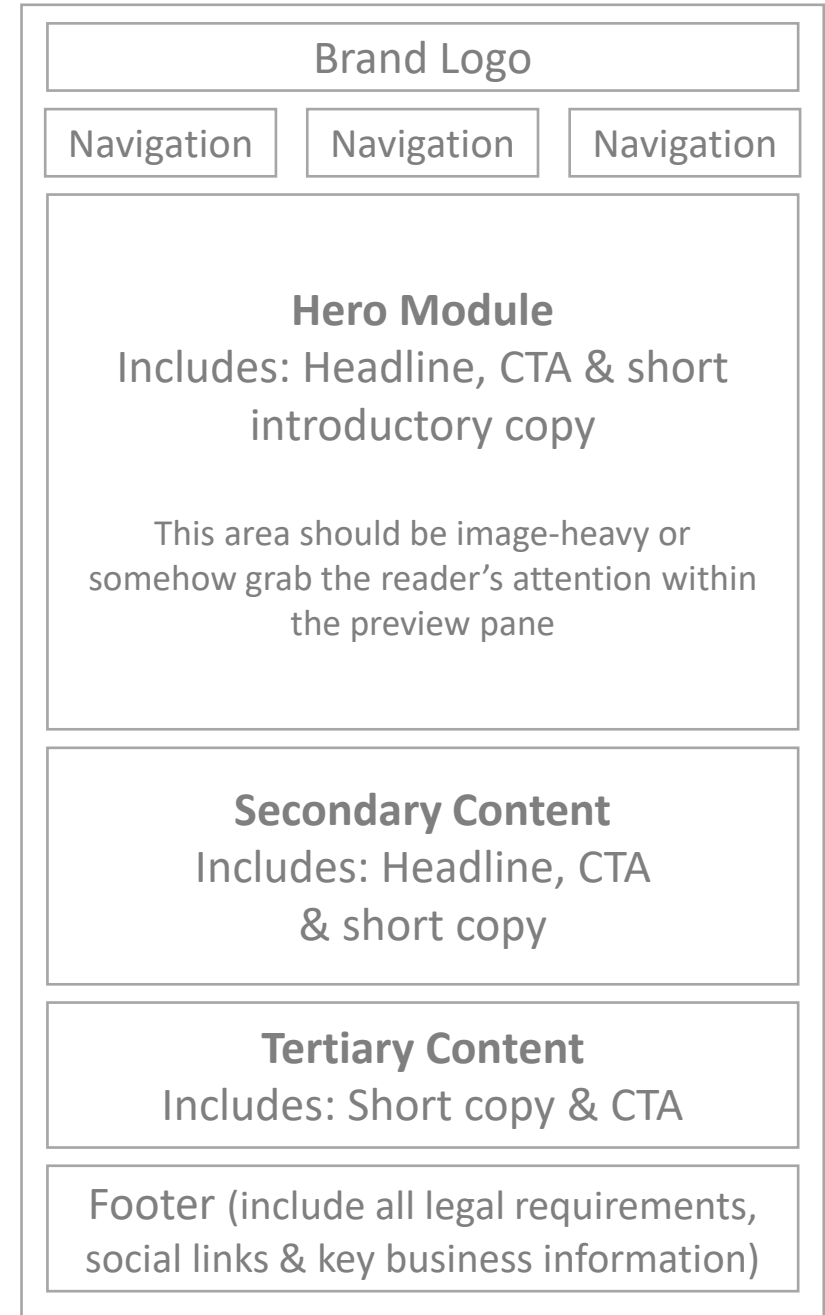 Brand Logo
Navigation
Navigation
Navigation
Hero Module
Includes: Headline, CTA & short
introductory copy
This area should be image-heavy or
somehow grab the reader’s attention within
the preview pane
Secondary Content
Includes: Headline, CTA
& short copy
Tertiary Content
Includes: Short copy & CTA
Footer (include all legal requirements,
social links & key business information)